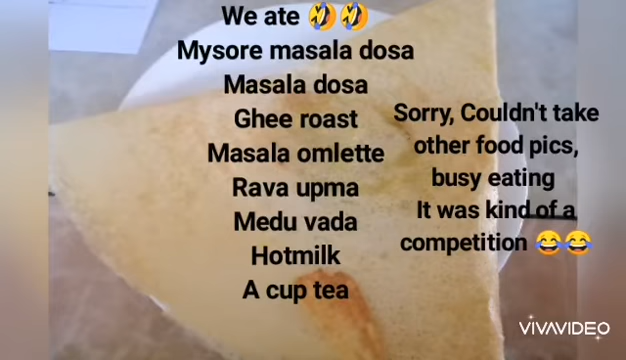 We ate 🤣🤣
Mysore masala dosa
Masala dosa
Ghee roast
Masala omlette
Rava upma
Medu vada
Hotmilk
A cup tea
Sorry, Couldn't take
other food pics,
busy eating
It was kind of a
competition 😂😂
VIVAVIDEO